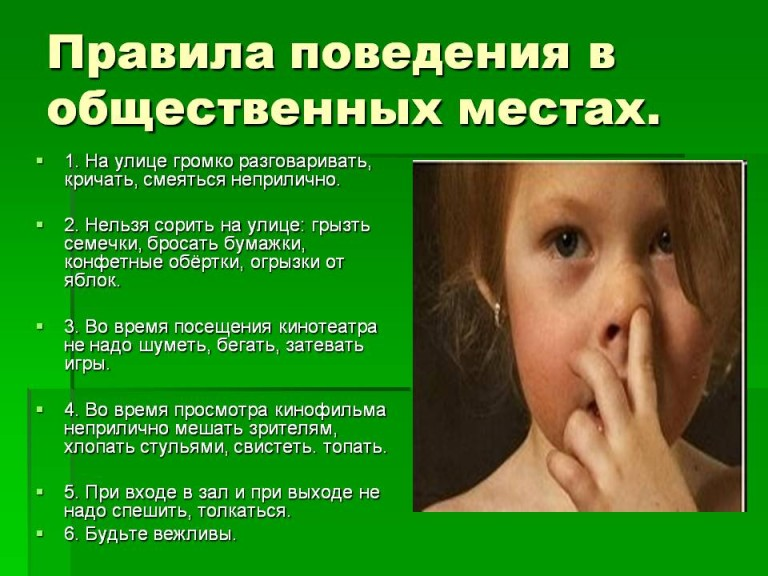 Правила поведения в
общественных местах.
1. На улице громко разговаривать,
кричать, смеяться неприлично.
2. Нельзя сорить на улице: грызть
семечки, бросать бумажки,
конфетные обёртки, огрызки от
яблок.
3. Во время посещения кинотеатра
не надо шуметь, бегать, затевать
игры.
4. Во время просмотра кинофильма
неприлично мешать зрителям,
хлопать стульями, свистеть. топать.
5. При входе в зал и при выходе не
надо спешить, толкаться.
6. Будьте вежливы.